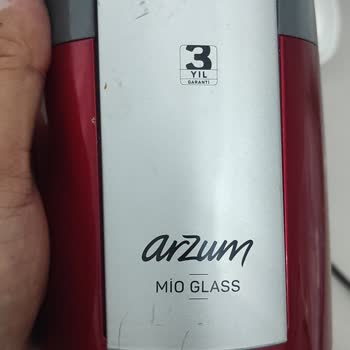 3
YIL
GARANTİ
arzum
MİO GLASS